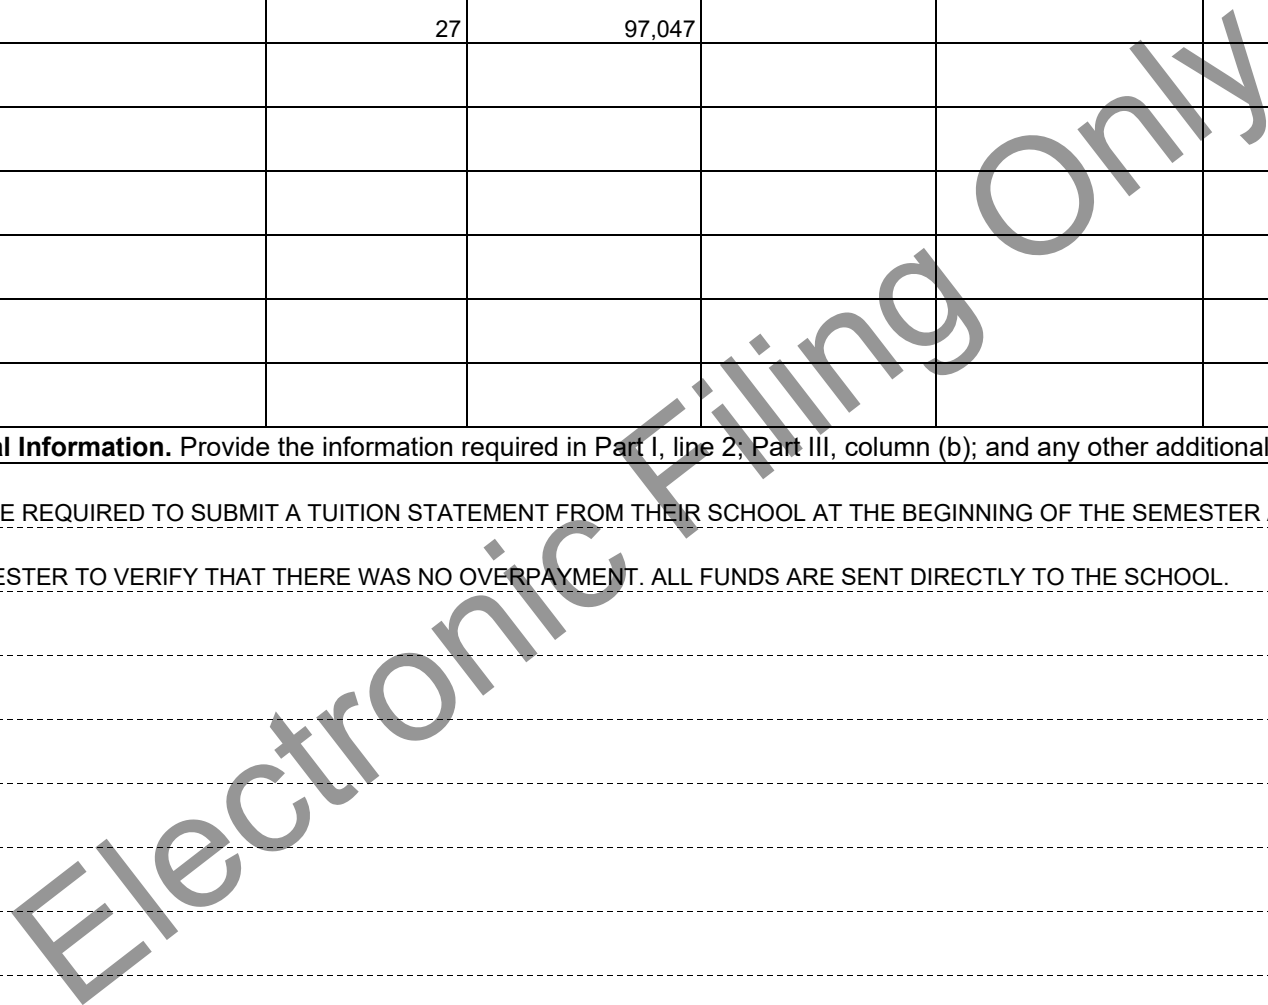 27 97,047
al Information. Provide the information required in Part I, line 2; Part III, column (b); and any other additional
E REQUIRED TO SUBMIT A TUITION STATEMENT FROM THEIR SCHOOL AT THE BEGINNING OF THE SEMESTER
ESTER TO VERIFY THAT THERE WAS NO OVERPAYMENT. ALL FUNDS ARE SENT DIRECTLY TO THE SCHOOL.
Electronic Filing Only